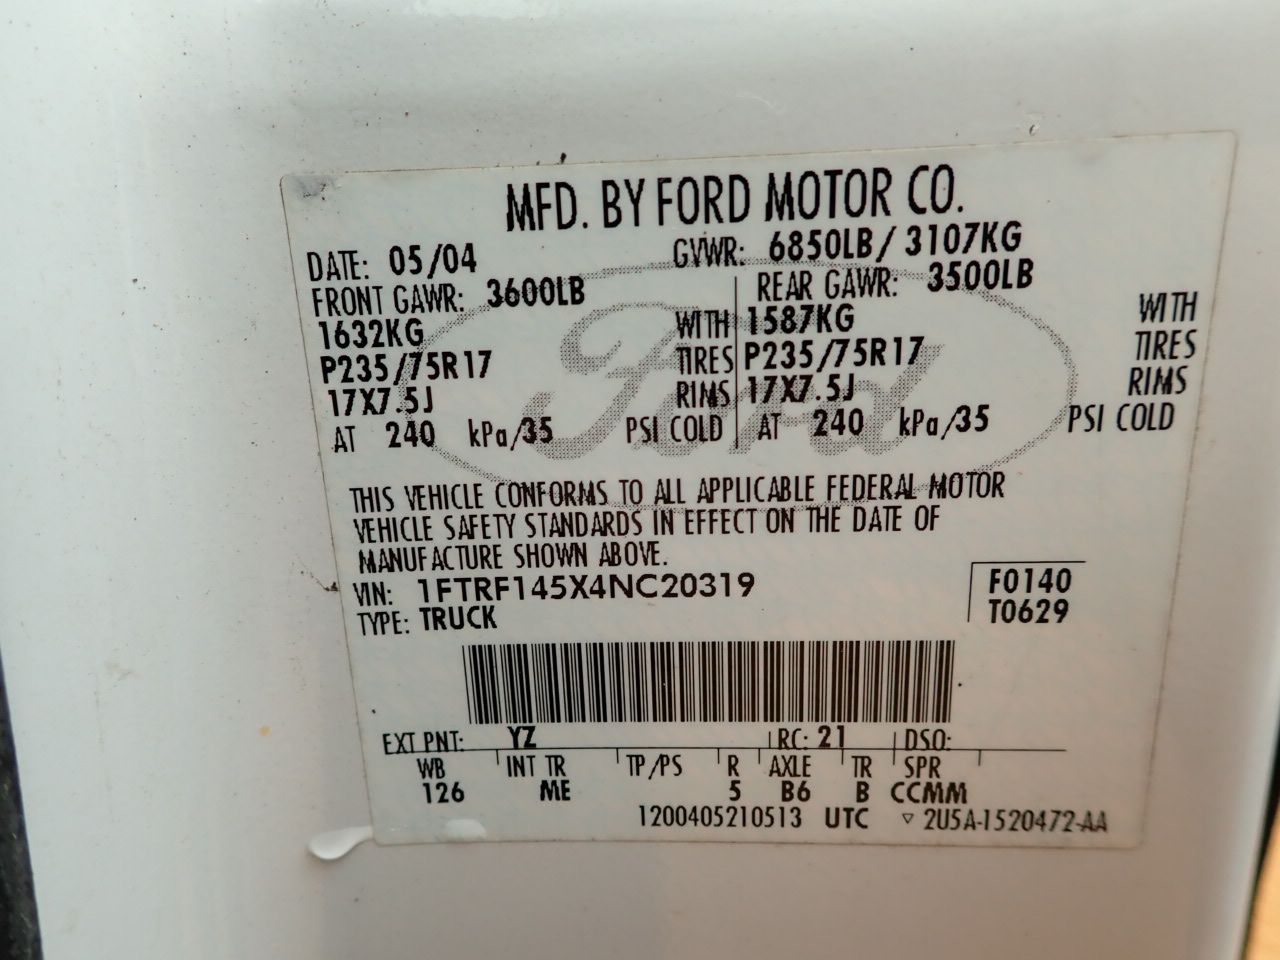 MFD. BY FORD MOTOR CO.
DATE: 05/04 GVWR: 6850LB/ 3107KG
FRONT GAWR: 3600LB REAR GAWR: 3500LB
1632KG WITH 1587KG WITH
P235/75R17 TIRES P235/75R17 TIRES
17X7.5J RIMS 17X7.5J RIMS
AT 240 kPa/35 PSI COLD AT 240 kPa/35 PSI COLD
Ford
THIS VEHICLE CONFORMS TO ALL APPLICABLE FEDERAL MOTOR
VEHICLE SAFETY STANDARDS IN EFFECT ON THE DATE OF
MANUFACTURE SHOWN ABOVE.
VIN: 1FTRF145X4NC20319 F0140
TYPE: TRUCK T0629
EXT PNT: YZ RC: 21 DSO:
WB INT TR TP/PS R AXLE TR SPR
126 ME 5 B6 B CCMM
1200405210513 UTC ▽ 2U5A-1520472-AA